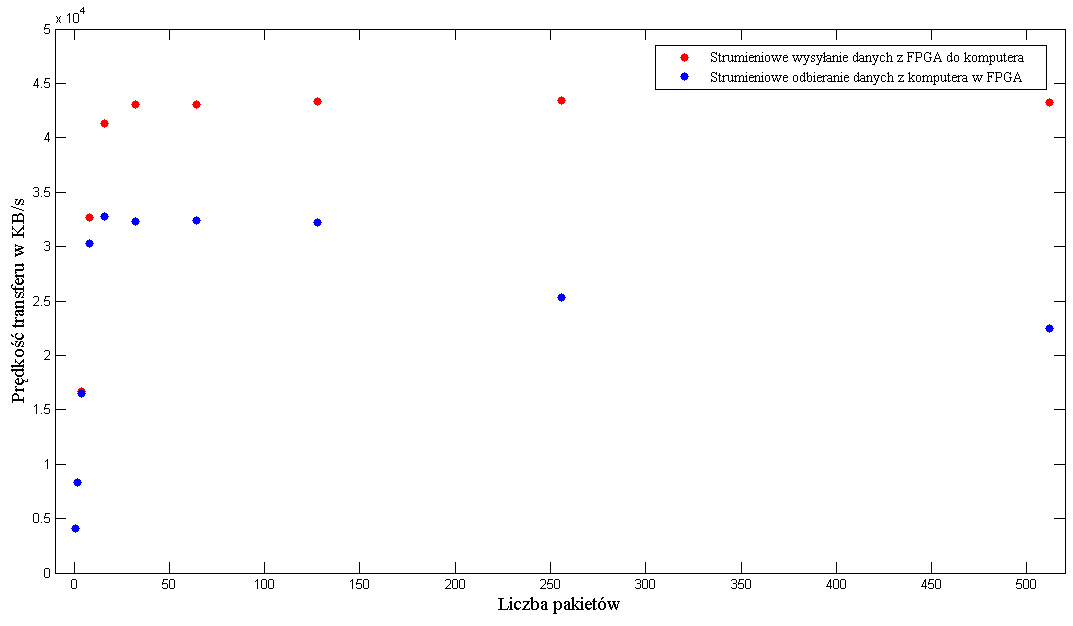 x 10⁴
5
4.5
4
3.5
3
2.5
2
1.5
1
0.5
0
Prędkość transferu w KB/s
Strumieniowe wysyłanie danych z FPGA do komputera
Strumieniowe odbieranie danych z komputera w FPGA
0 50 100 150 200 250 300 350 400 450 500
Liczba pakietów